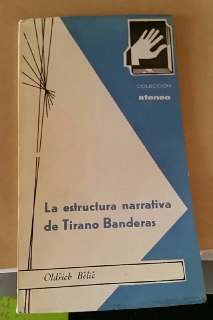 COLECCIÓN
ateneo
La estructura narrativa
de Tirano Banderas
Oldřich Bělič